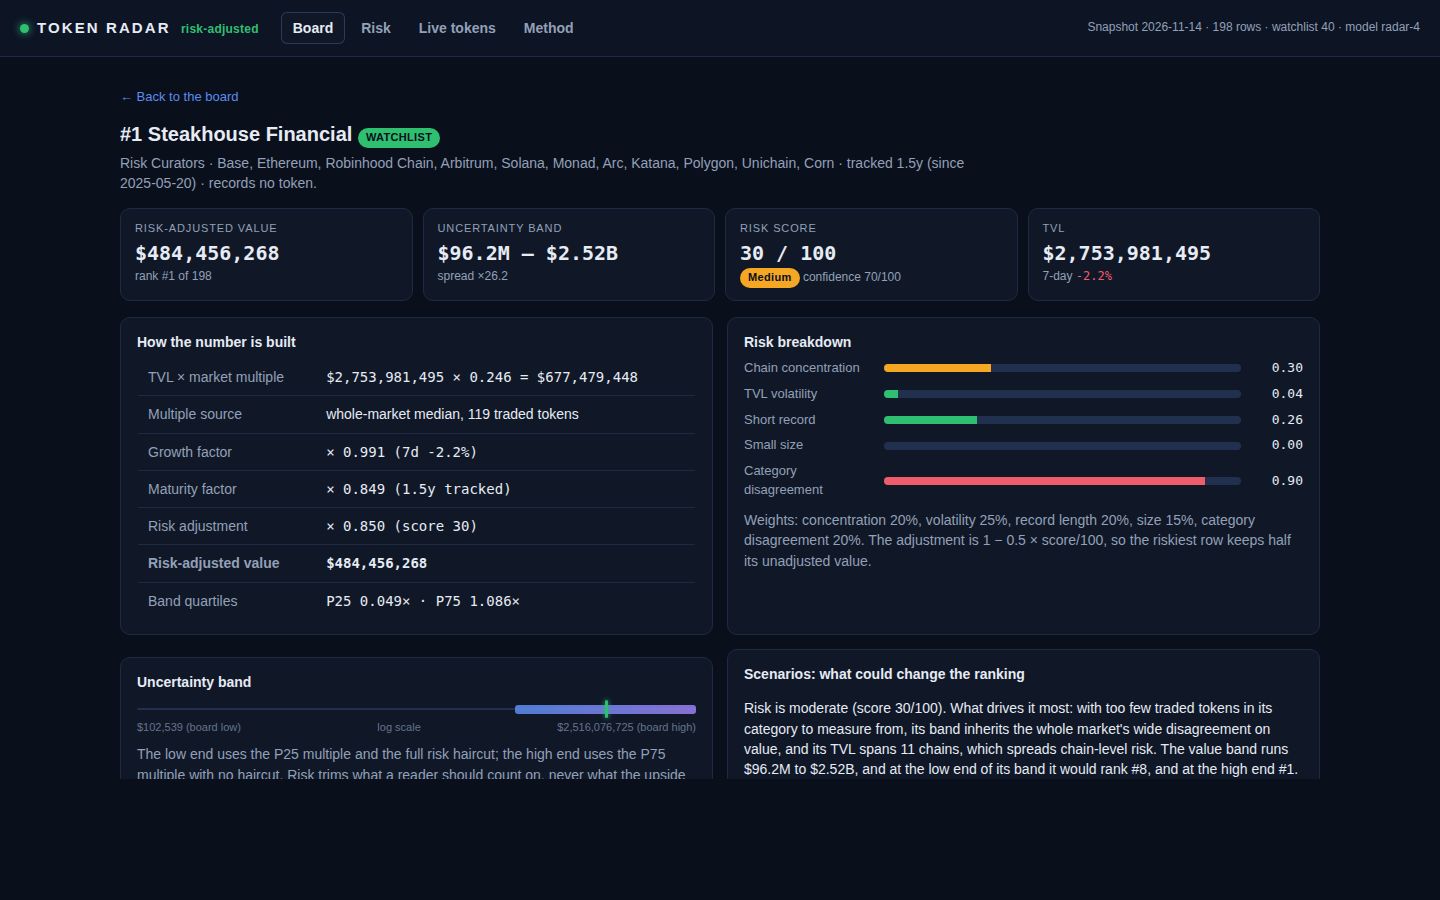 TOKEN RADAR risk-adjusted Board Risk Live tokens Method Snapshot 2026-11-14 · 198 rows · watchlist 40 · model radar-4
← Back to the board
#1 Steakhouse Financial WATCHLIST
Risk Curators · Base, Ethereum, Robinhood Chain, Arbitrum, Solana, Monad, Arc, Katana, Polygon, Unichain, Corn · tracked 1.5y (since
2025-05-20) · records no token.
RISK-ADJUSTED VALUE
$484,456,268
rank #1 of 198
UNCERTAINTY BAND
$96.2M – $2.52B
spread ×26.2
RISK SCORE
30 / 100
Medium confidence 70/100
TVL
$2,753,981,495
7-day -2.2%
How the number is built
TVL × market multiple $2,753,981,495 × 0.246 = $677,479,448
Multiple source whole-market median, 119 traded tokens
Growth factor × 0.991 (7d -2.2%)
Maturity factor × 0.849 (1.5y tracked)
Risk adjustment × 0.850 (score 30)
Risk-adjusted value $484,456,268
Band quartiles P25 0.049× · P75 1.086×
Risk breakdown
Chain concentration 0.30
TVL volatility 0.04
Short record 0.26
Small size 0.00
Category
disagreement 0.90
Weights: concentration 20%, volatility 25%, record length 20%, size 15%, category
disagreement 20%. The adjustment is 1 − 0.5 × score/100, so the riskiest row keeps half
its unadjusted value.
Uncertainty band
$102,539 (board low) log scale $2,516,076,725 (board high)
The low end uses the P25 multiple and the full risk haircut; the high end uses the P75
multiple with no haircut. Risk trims what a reader should count on, never what the upside
Scenarios: what could change the ranking
Risk is moderate (score 30/100). What drives it most: with too few traded tokens in its
category to measure from, its band inherits the whole market's wide disagreement on
value, and its TVL spans 11 chains, which spreads chain-level risk. The value band runs
$96.2M to $2.52B, and at the low end of its band it would rank #8, and at the high end #1.